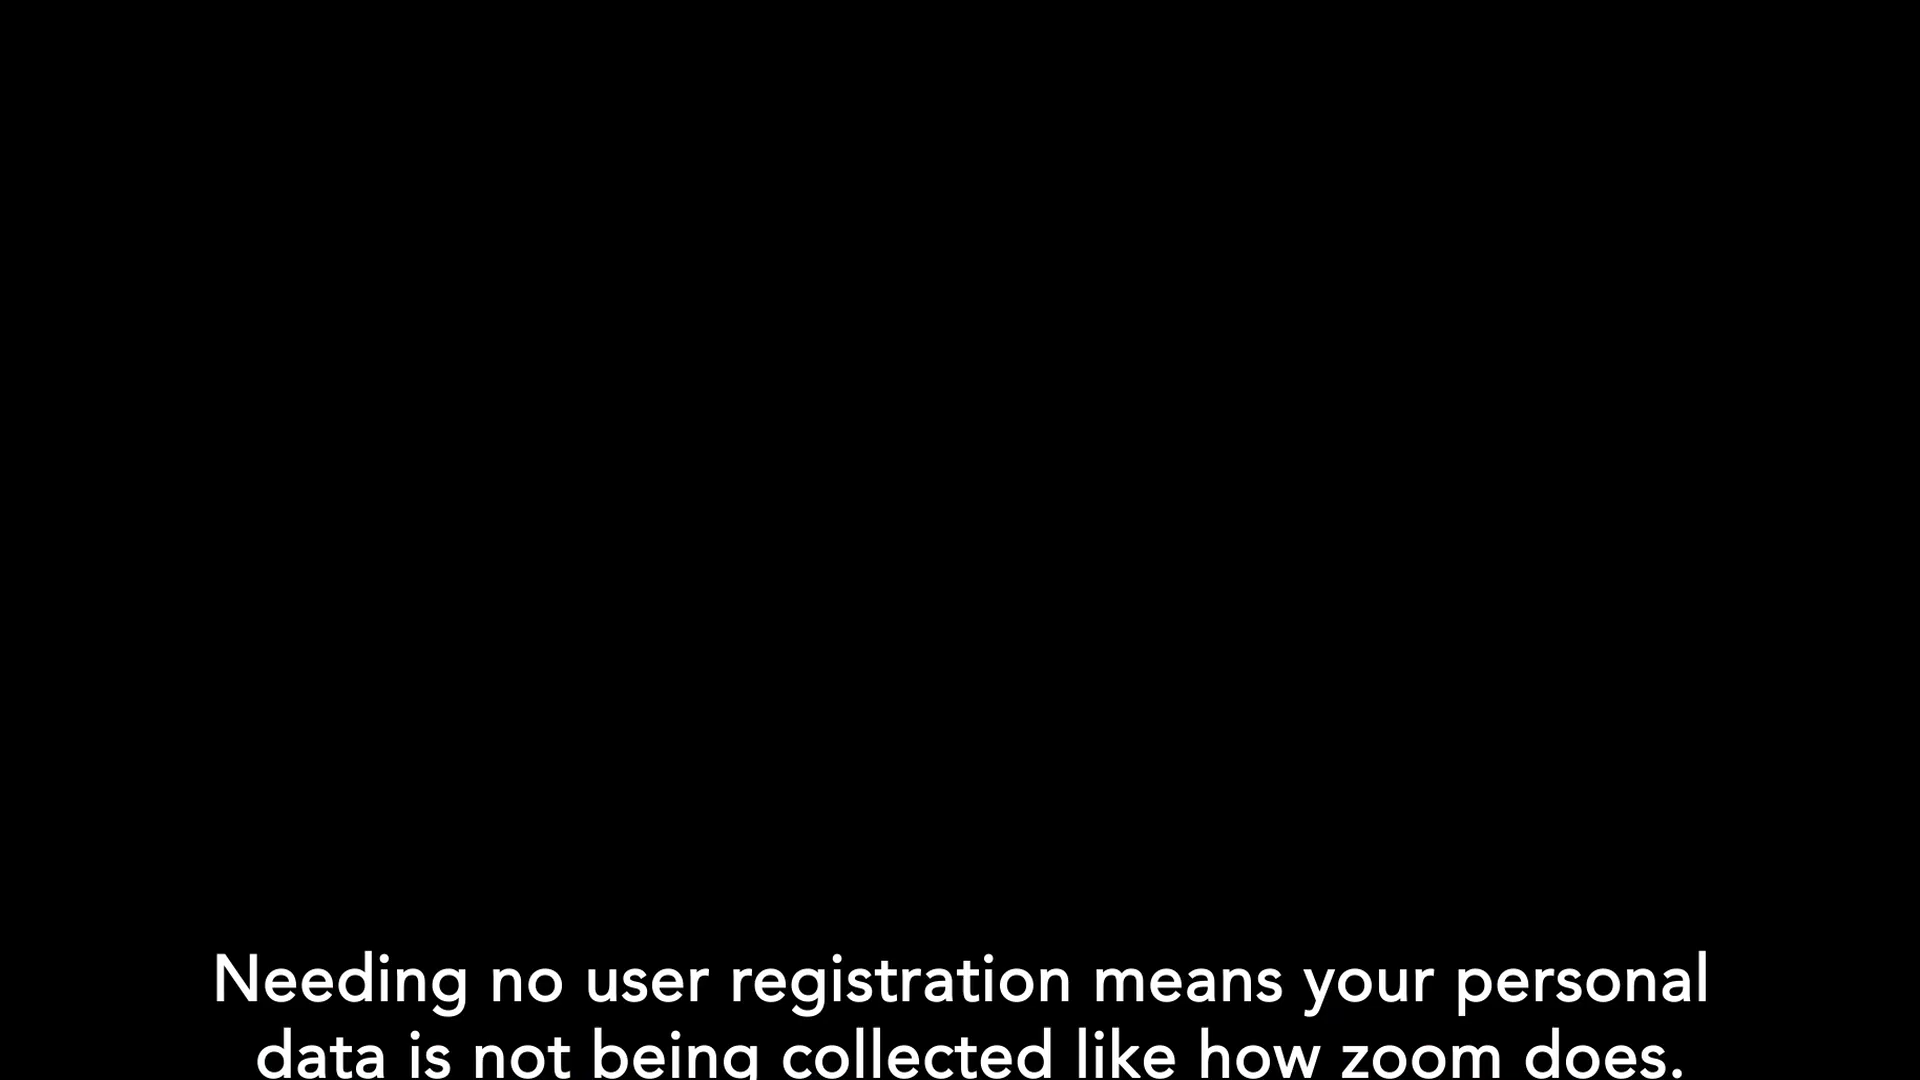 Needing no user registration means your personal
data is not being collected like how zoom does.